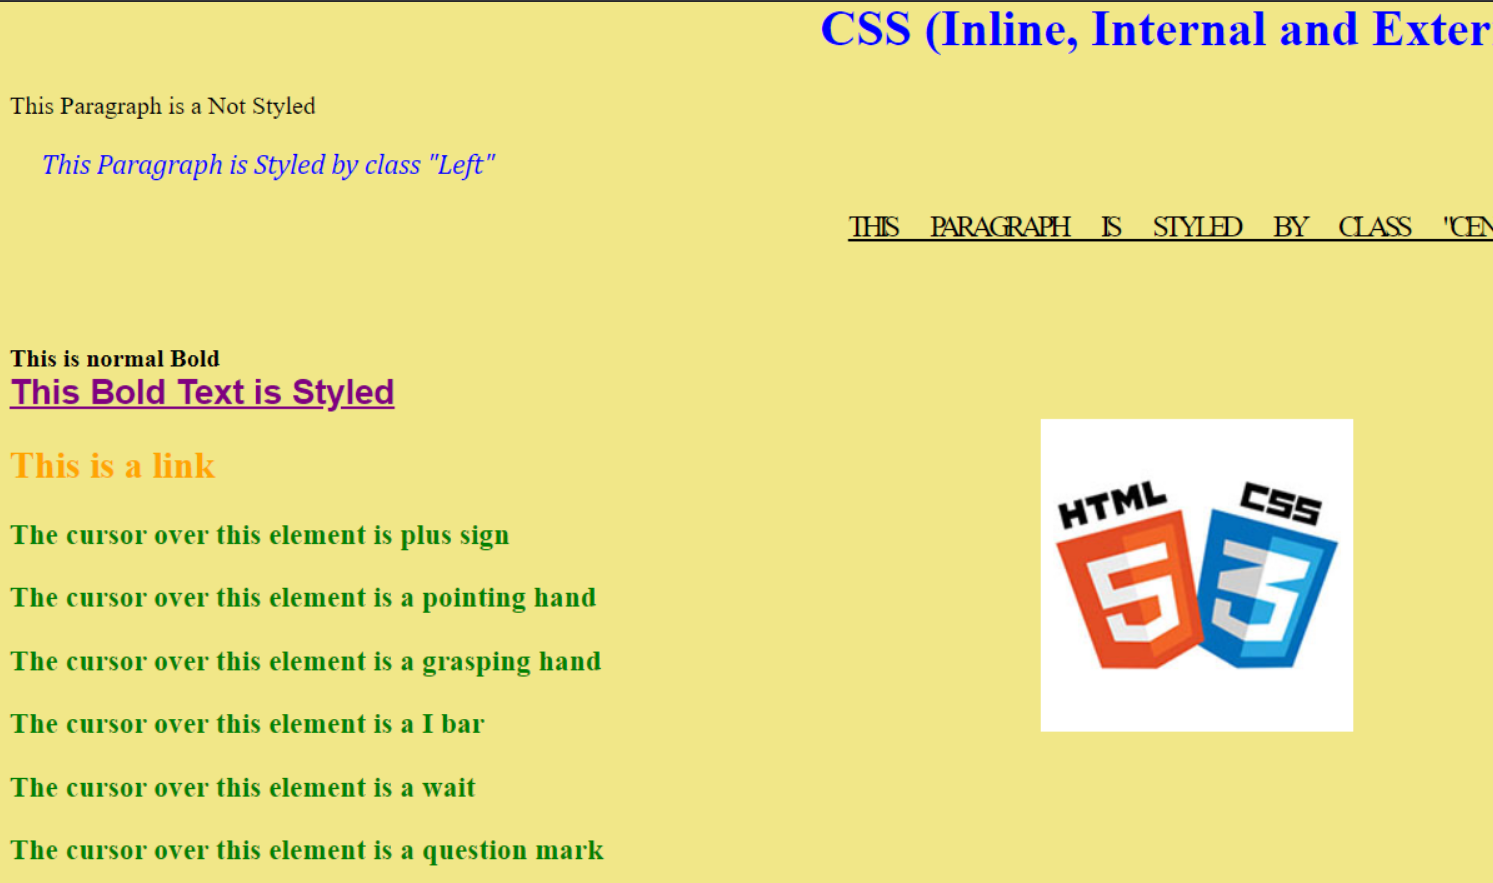 CSS (Inline, Internal and Exter
This Paragraph is a Not Styled
This Paragraph is Styled by class "Left"
THIS PARAGRAPH IS STYLED BY CLASS "CEN
This is normal Bold
This Bold Text is Styled
This is a link
The cursor over this element is plus sign
The cursor over this element is a pointing hand
The cursor over this element is a grasping hand
The cursor over this element is a I bar
The cursor over this element is a wait
The cursor over this element is a question mark
HTML CSS
5 3